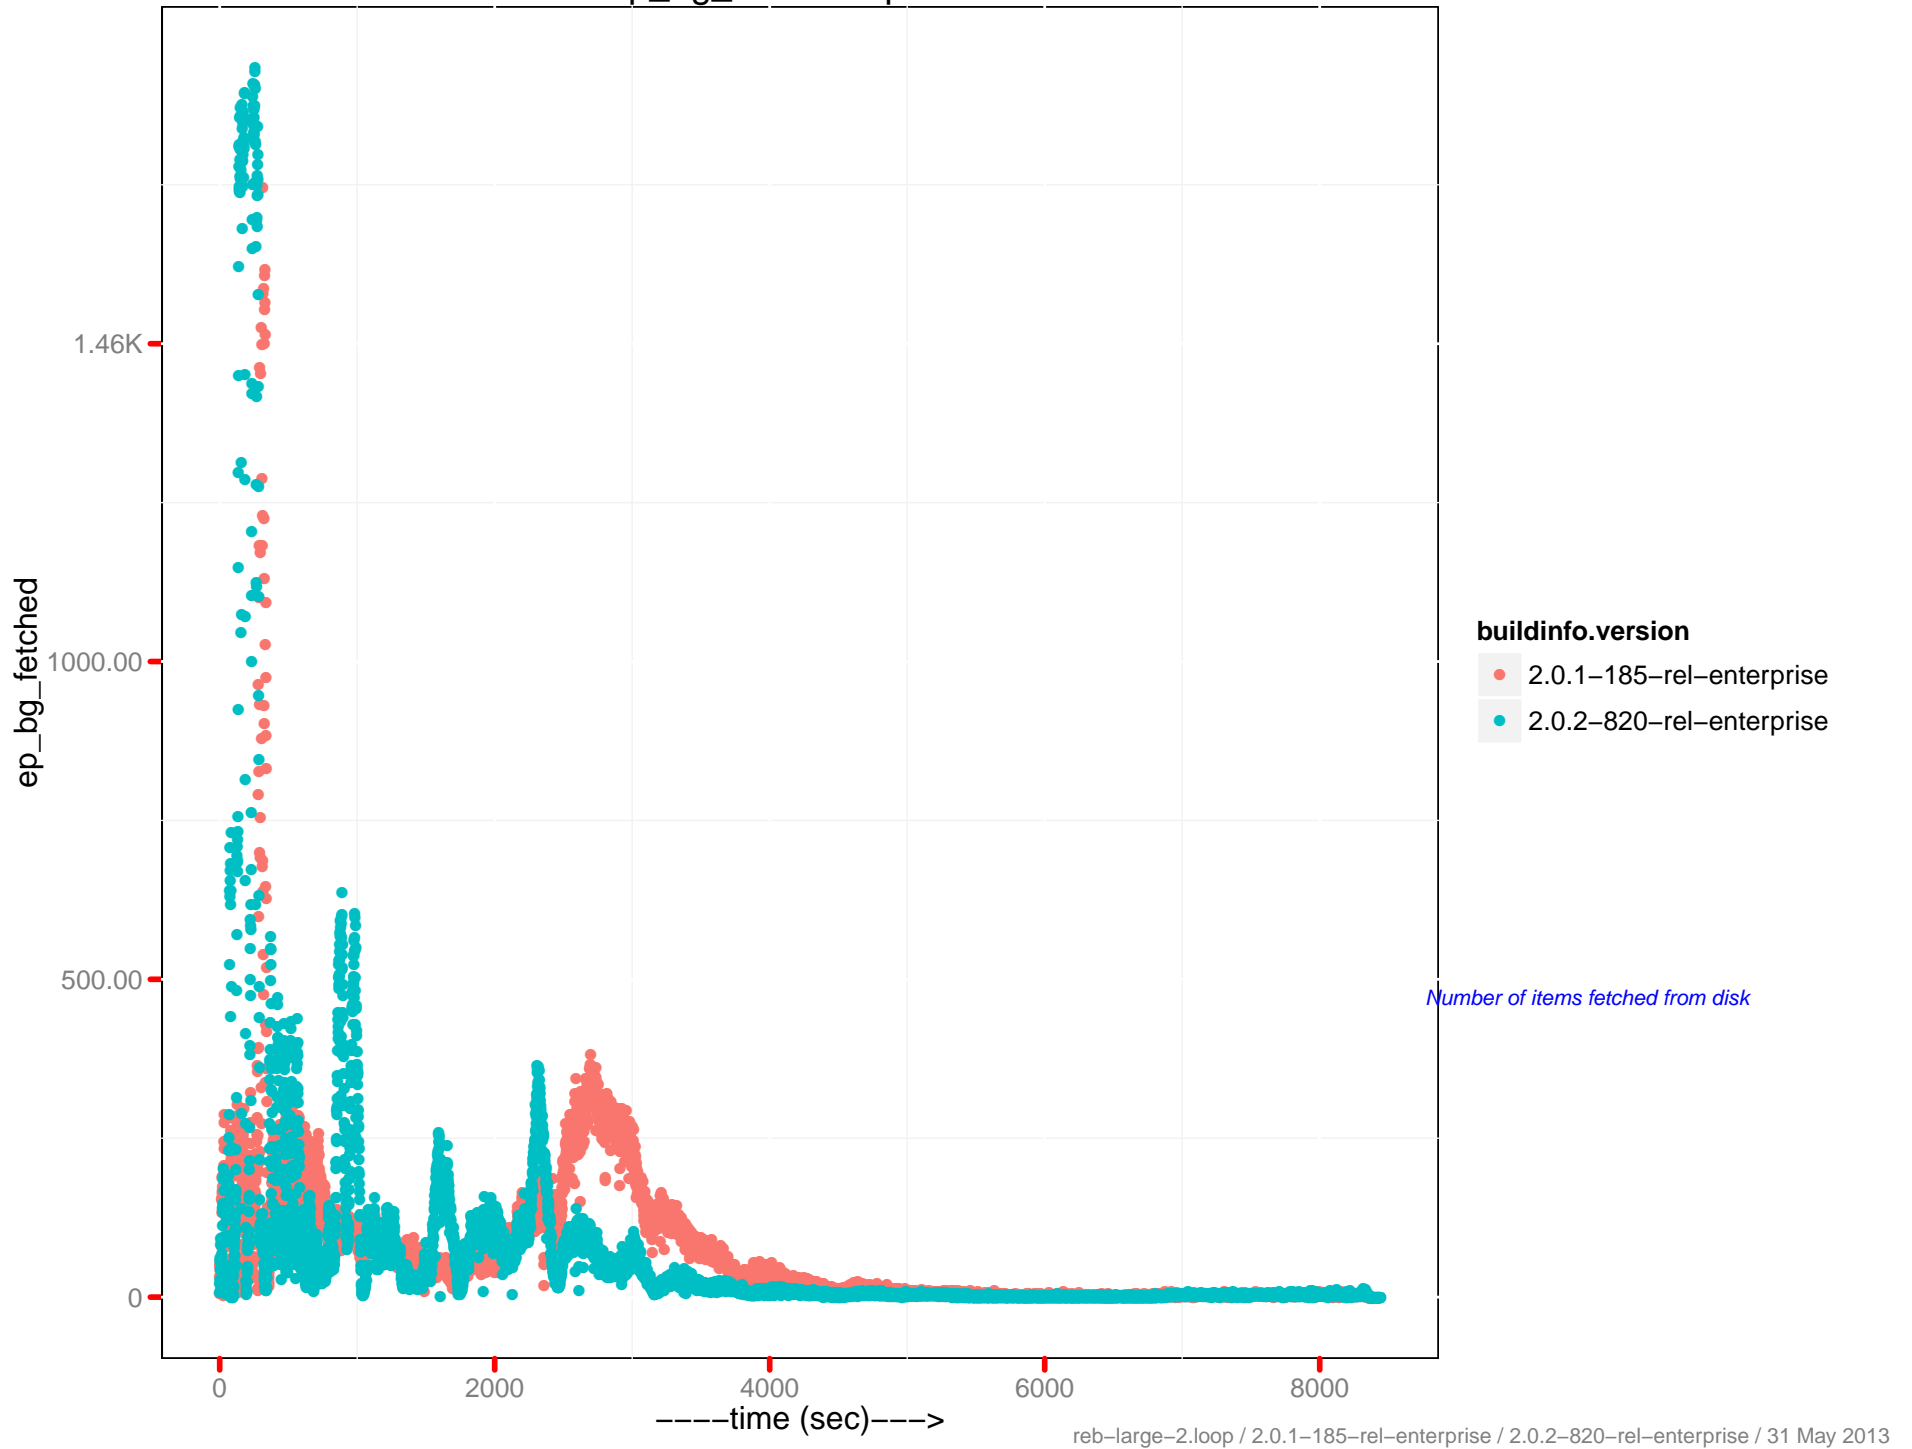 1.46K
1000.00
500.00
0
ep_bg_fetched
0 2000 4000 6000 8000
----time (sec)--->
buildinfo.version
2.0.1-185-rel-enterprise
2.0.2-820-rel-enterprise
Number of items fetched from disk
reb-large-2.loop / 2.0.1-185-rel-enterprise / 2.0.2-820-rel-enterprise / 31 May 2013